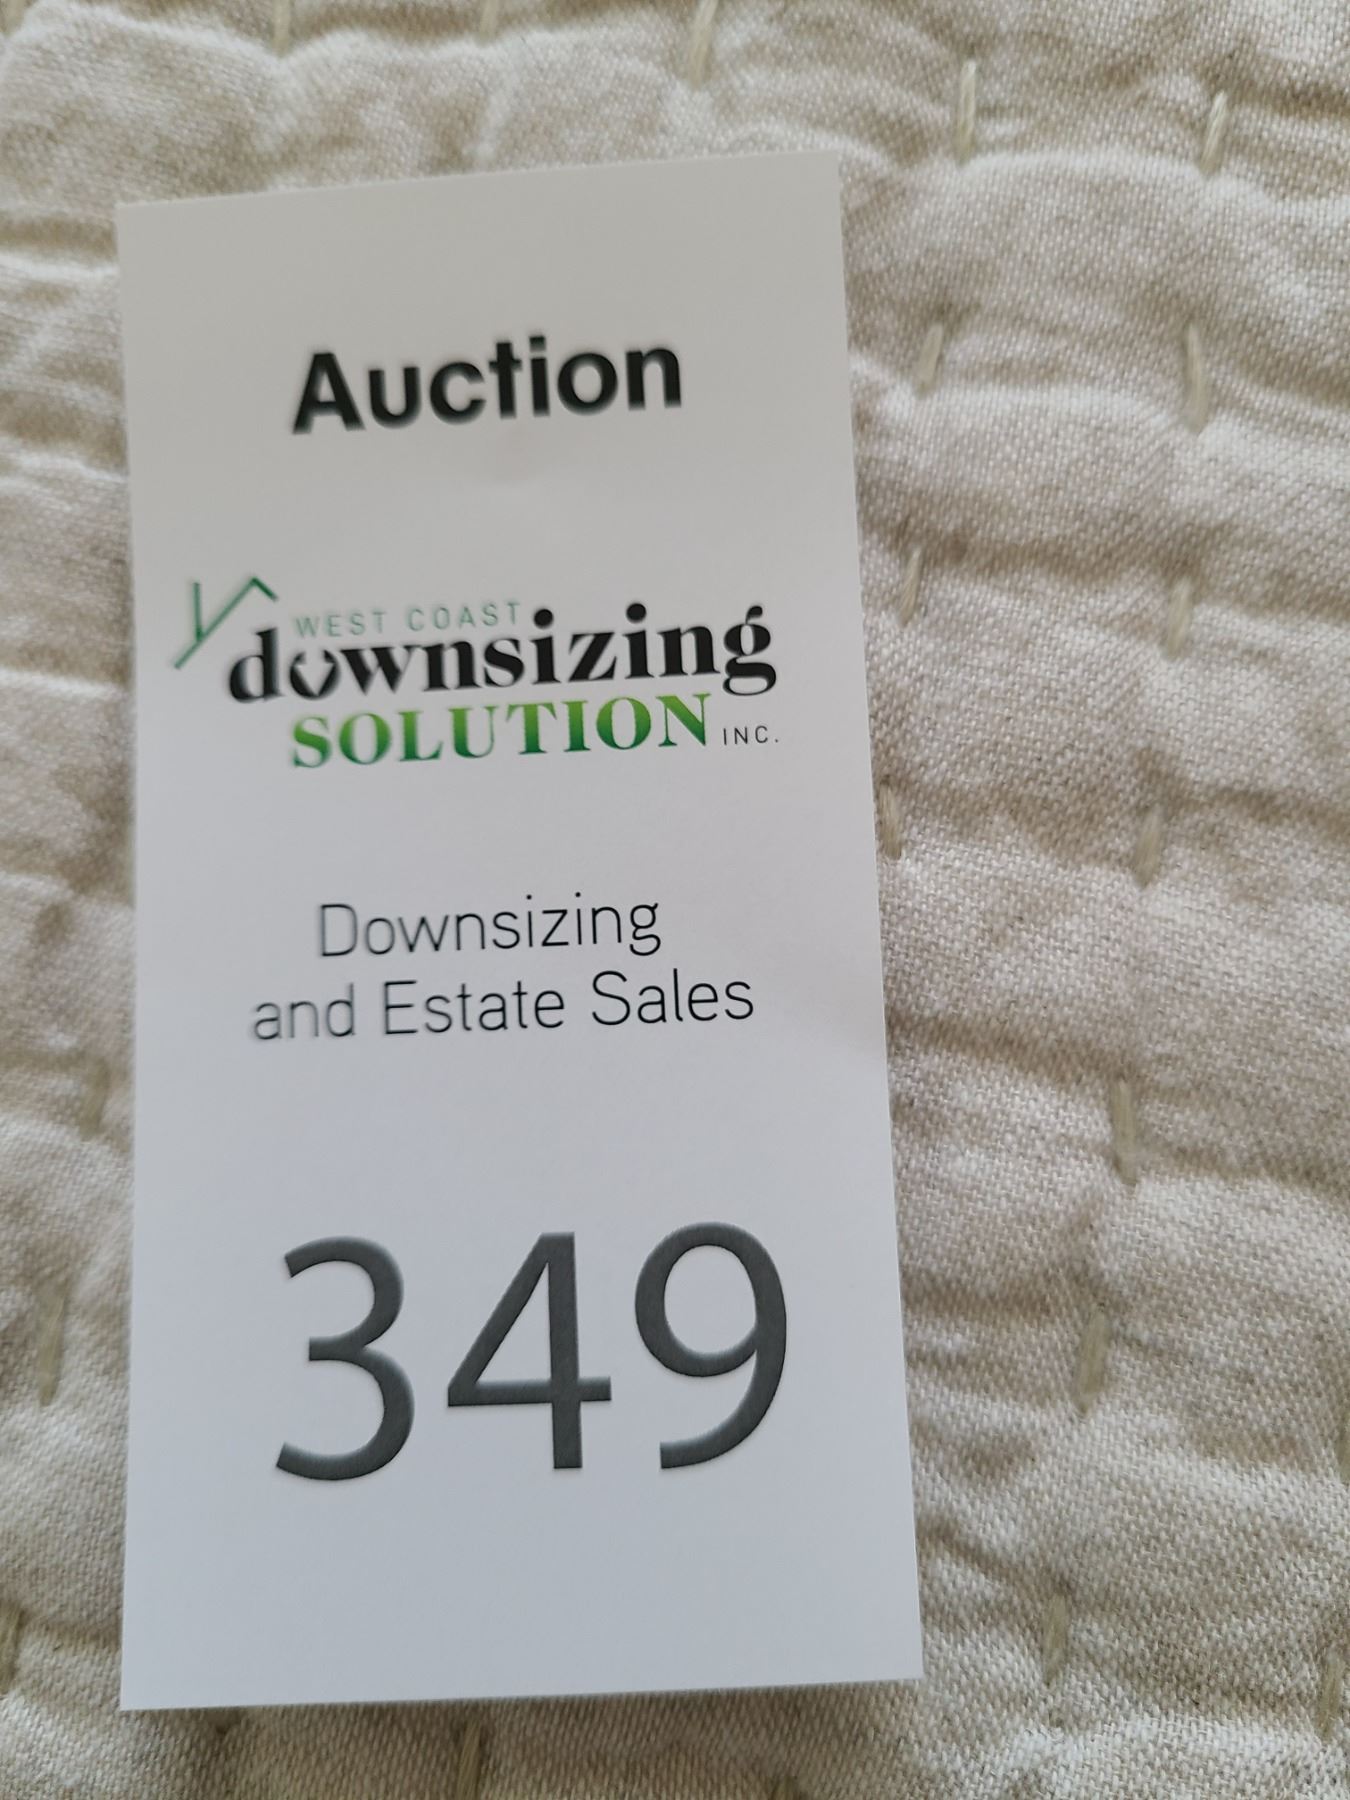 Auction
WEST COAST
downsizing
SOLUTION INC.
Downsizing
and Estate Sales
349